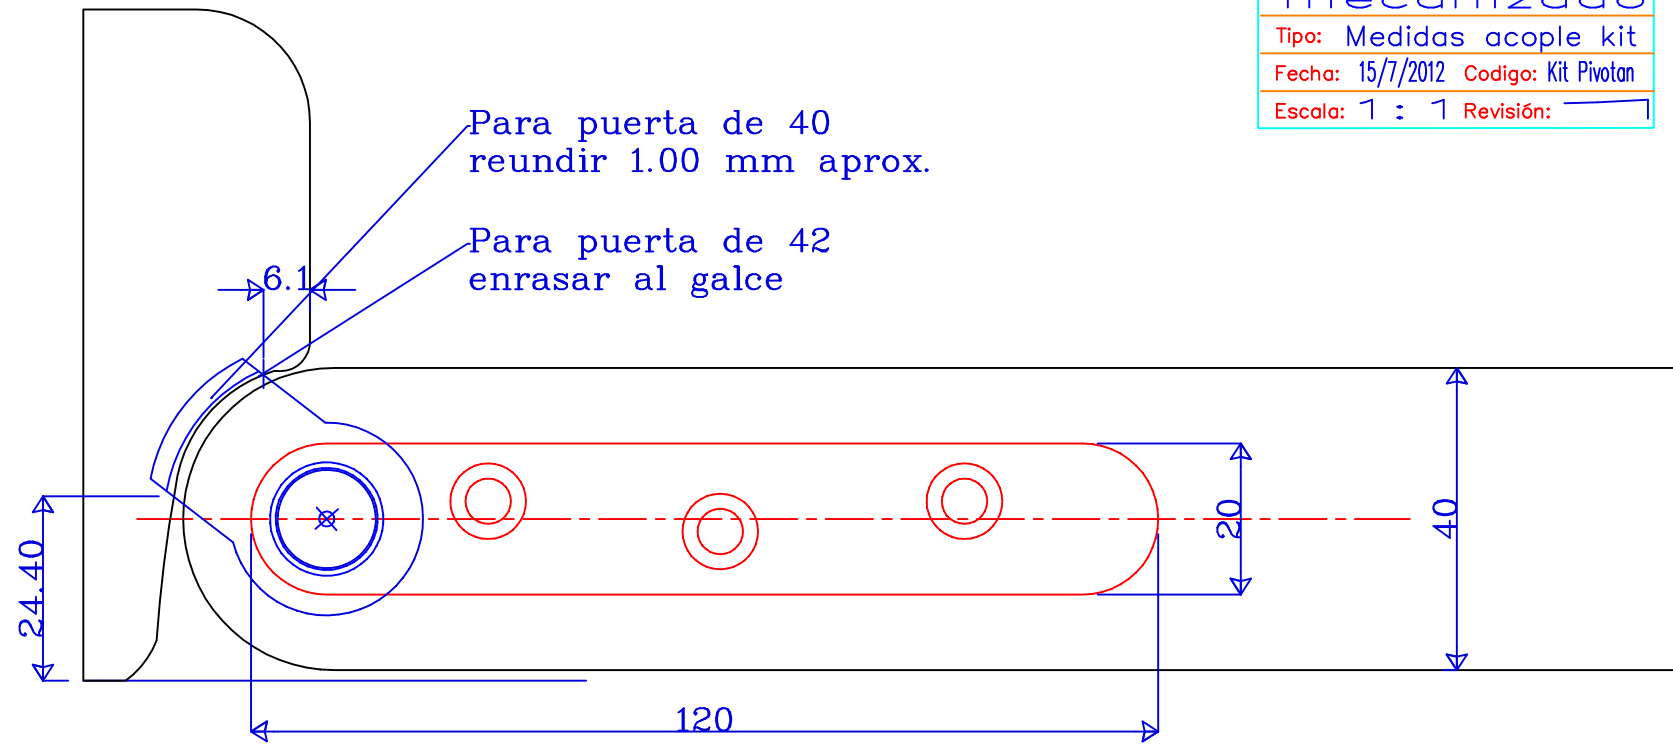 mecanizado
Tipo: Medidas acople kit
Fecha: 15/7/2012 Codigo: Kit Pivotan
Escala: 1 : 1 Revisión:
Para puerta de 40
reundir 1.00 mm aprox.
Para puerta de 42
enrasar al galce
6.1
24.40
20
40
120